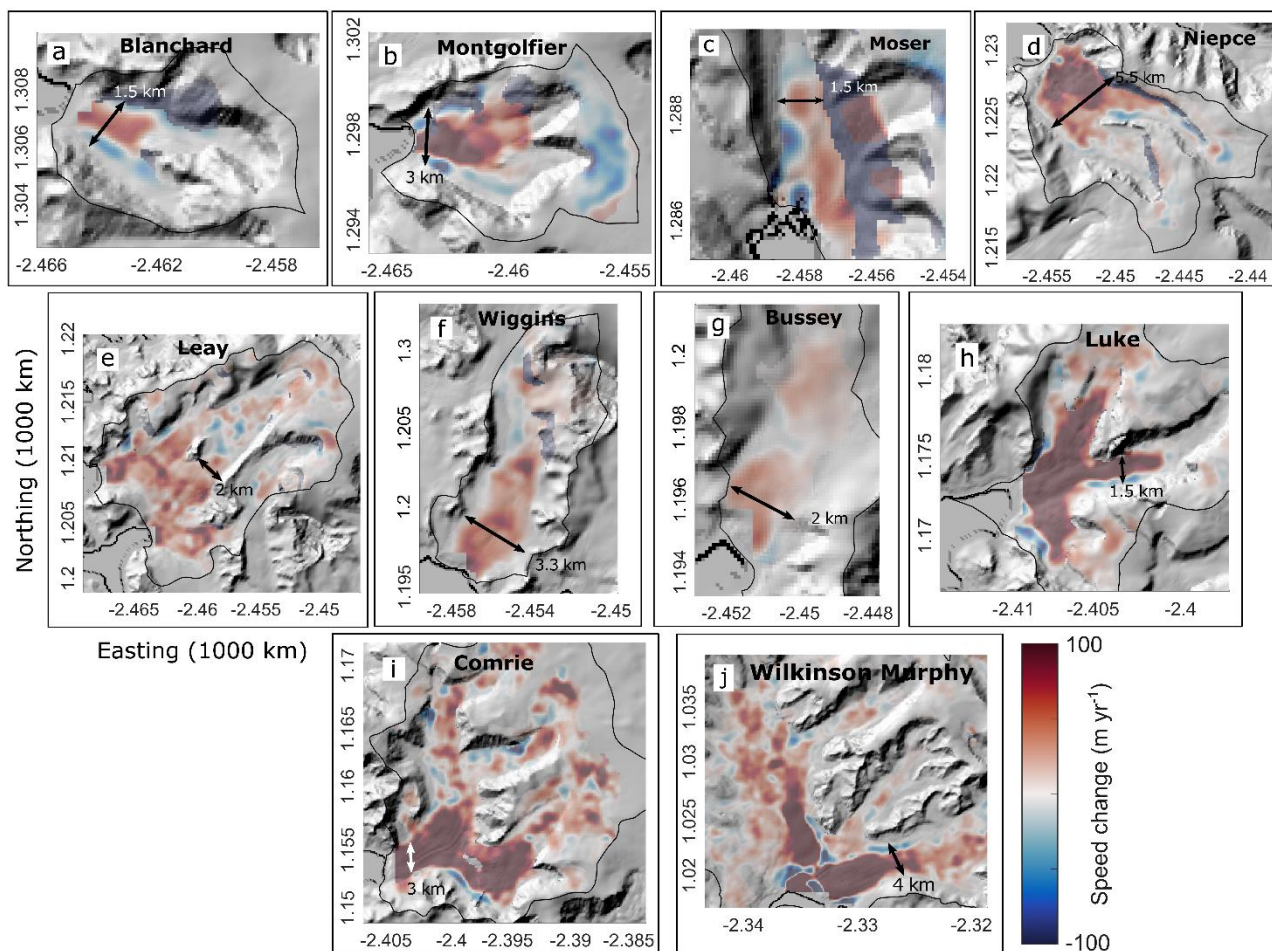 a
Blanchard
1.5 km
1.308
1.306
1.304
-2.466
-2.462
-2.458
b
Montgolfier
3 km
1.302
1.298
1.294
-2.465
-2.46
-2.455
c
Moser
1.5 km
1.288
1.286
-2.46
-2.458
-2.456
-2.454
d
Niepce
5.5 km
1.23
1.225
1.22
1.215
-2.455
-2.45
-2.445
-2.44
e
Leay
2 km
1.22
1.215
1.21
1.205
1.2
-2.465
-2.46
-2.455
-2.45
f
Wiggins
3.3 km
1.3
1.205
1.2
1.195
-2.458
-2.454
-2.45
g
Bussey
2 km
1.2
1.198
1.196
1.194
-2.452
-2.45
-2.448
h
Luke
1.5 km
1.18
1.175
1.17
-2.41
-2.405
-2.4
Northing (1000 km)
Easting (1000 km)
i
Comrie
3 km
1.17
1.165
1.16
1.155
1.15
-2.405
-2.4
-2.395
-2.39
-2.385
j
Wilkinson Murphy
4 km
1.035
1.03
1.025
1.02
-2.34
-2.33
-2.32
100
-100
Speed change (m yr-1)